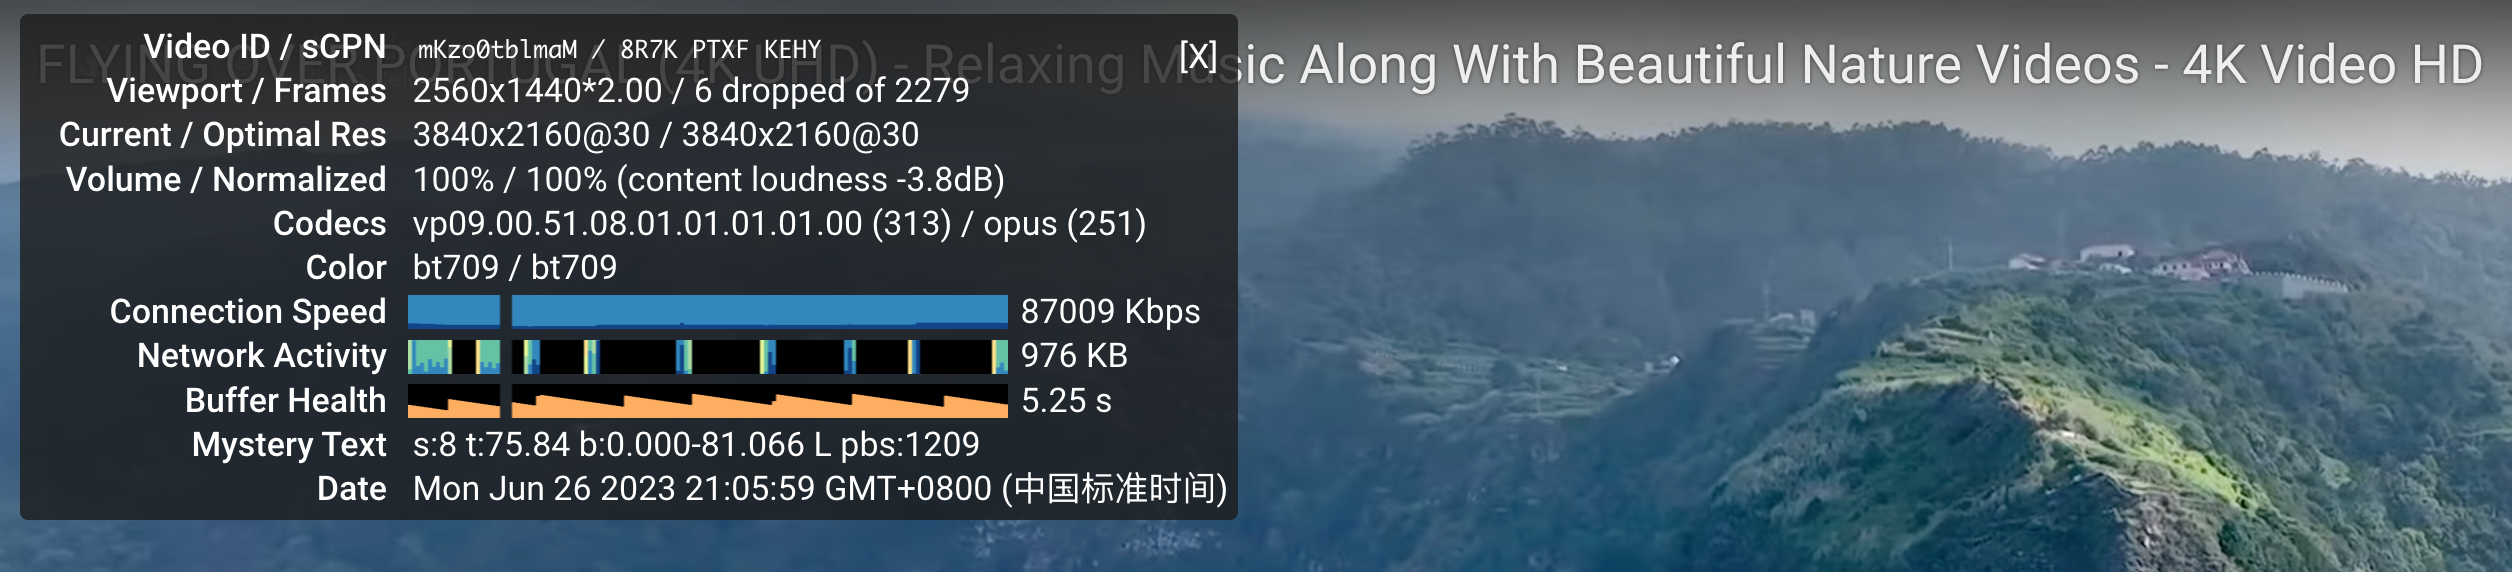 FLYING OVER PORTUGAL (4K UHD) - Relaxing Music Along With Beautiful Nature Videos - 4K Video HD
[X]
Video ID / sCPN mKzo0tblmaM / 8R7K PTXF KEHY
Viewport / Frames 2560x1440*2.00 / 6 dropped of 2279
Current / Optimal Res 3840x2160@30 / 3840x2160@30
Volume / Normalized 100% / 100% (content loudness -3.8dB)
Codecs vp09.00.51.08.01.01.01.01.00 (313) / opus (251)
Color bt709 / bt709
Connection Speed 87009 Kbps
Network Activity 976 KB
Buffer Health 5.25 s
Mystery Text s:8 t:75.84 b:0.000-81.066 L pbs:1209
Date Mon Jun 26 2023 21:05:59 GMT+0800 (中国标准时间)